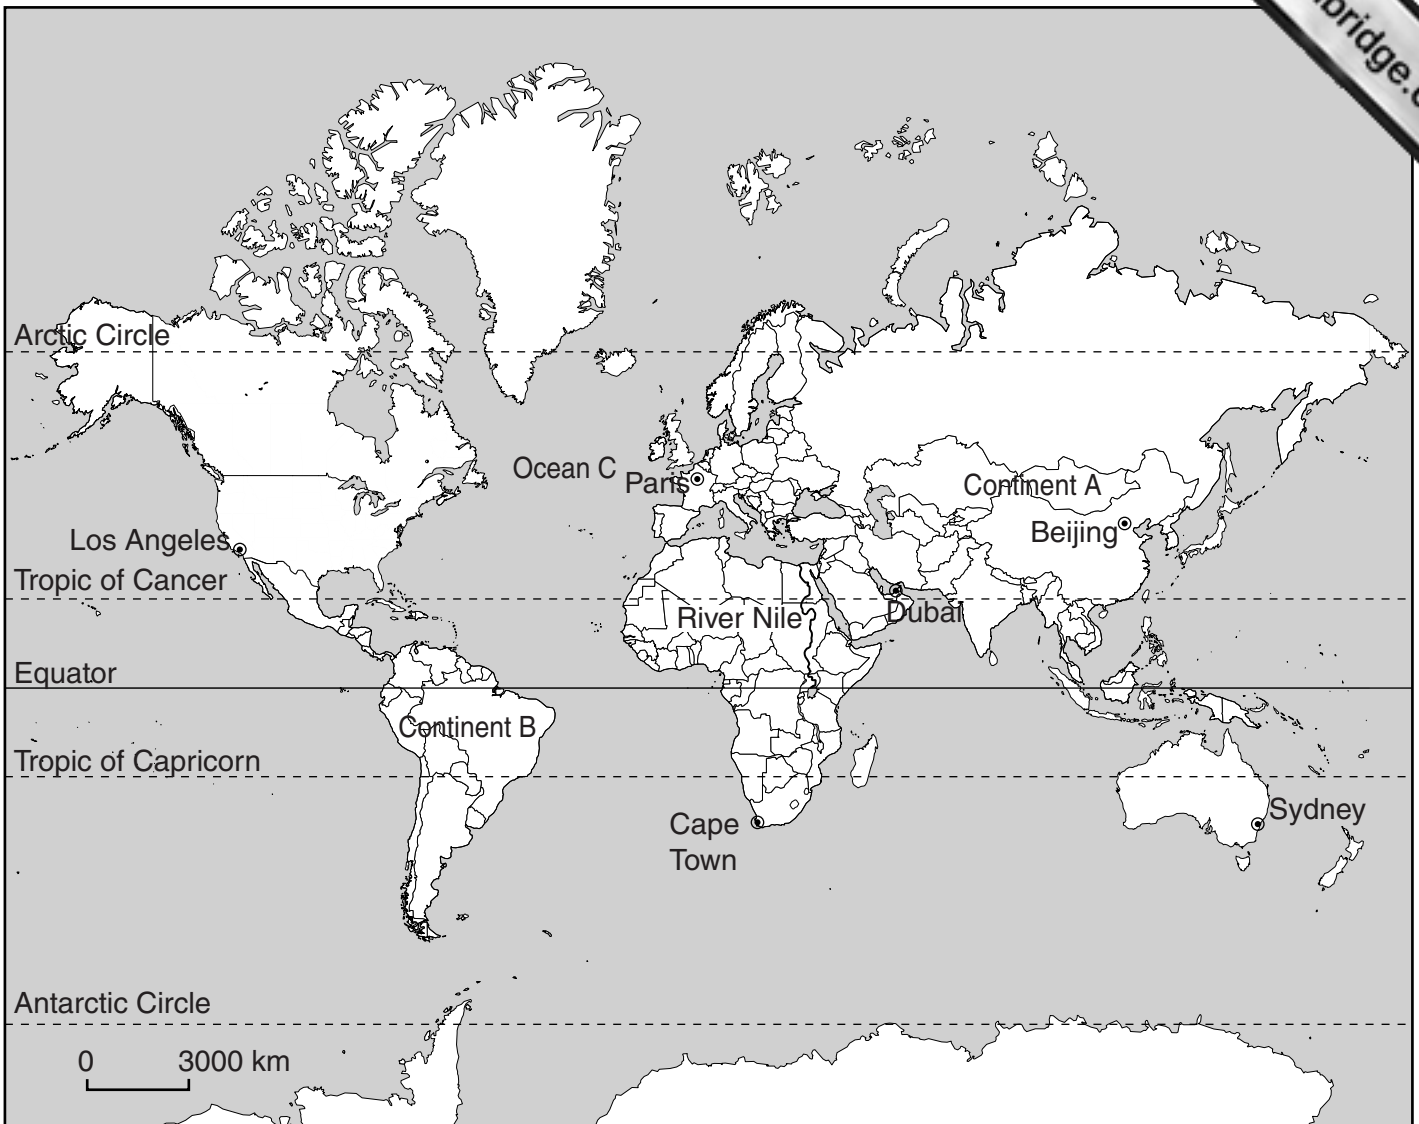 Arctic Circle
Ocean C
Paris
Continent A
Beijing
Los Angeles
Tropic of Cancer
River Nile
Dubai
Equator
Continent B
Tropic of Capricorn
Cape
Town
Sydney
Antarctic Circle
0 3000 km